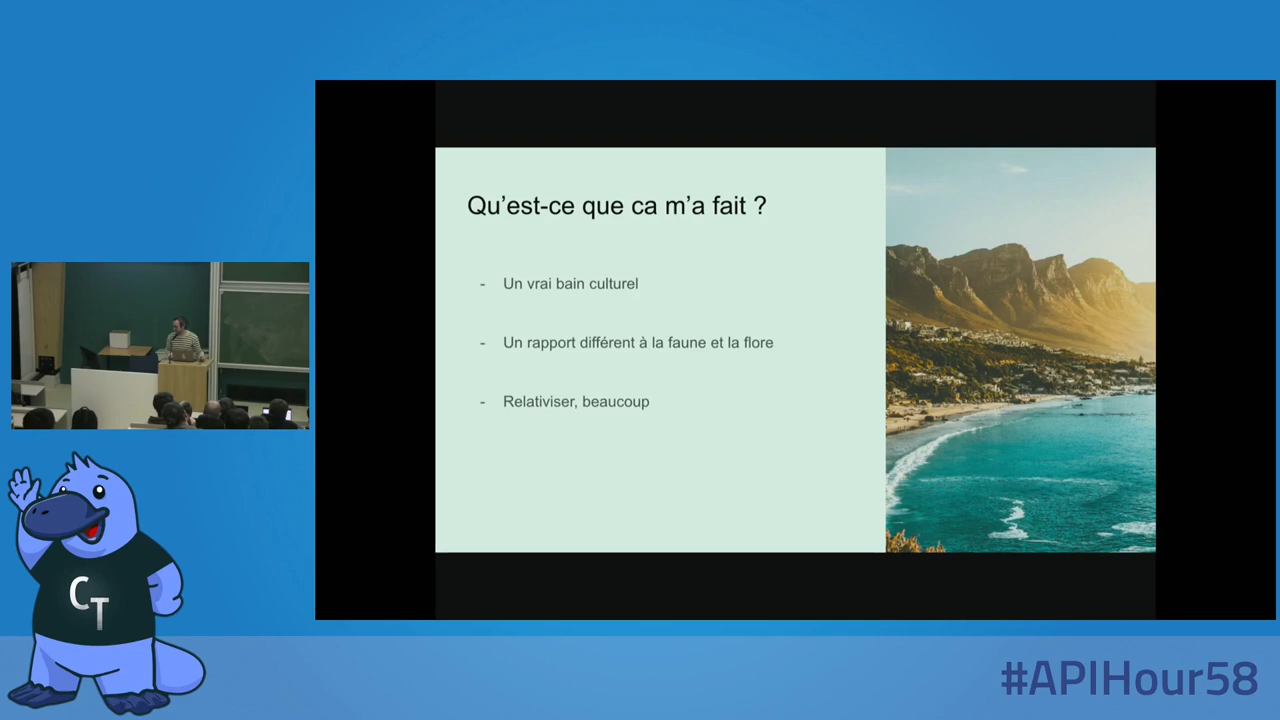 Qu’est-ce que ca m’a fait ?
- Un vrai bain culturel
- Un rapport différent à la faune et la flore
- Relativiser, beaucoup
CT
#APIHour58